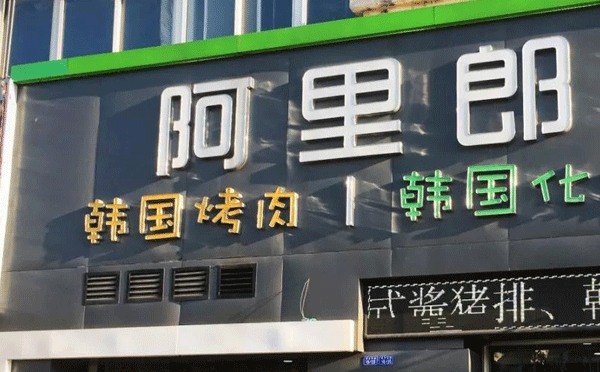 阿里郎
韩国烤肉 | 韩国化
式酱猪排、韩